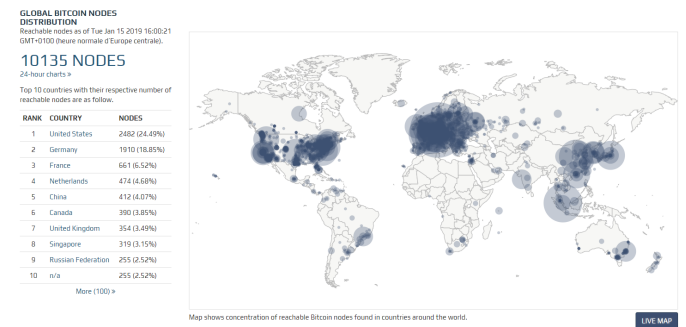 GLOBAL BITCOIN NODES
DISTRIBUTION
Reachable nodes as of Tue Jan 15 2019 16:00:21
GMT+0100 (heure normale d'Europe centrale).
10135 NODES
24-hour charts »
Top 10 countries with their respective number of
reachable nodes are as follow.
RANK COUNTRY NODES
1 United States 2482 (24.49%)
2 Germany 1910 (18.85%)
3 France 661 (6.52%)
4 Netherlands 474 (4.68%)
5 China 412 (4.07%)
6 Canada 390 (3.85%)
7 United Kingdom 354 (3.49%)
8 Singapore 319 (3.15%)
9 Russian Federation 255 (2.52%)
10 n/a 255 (2.52%)
More (100) »
Map shows concentration of reachable Bitcoin nodes found in countries around the world.
LIVE MAP